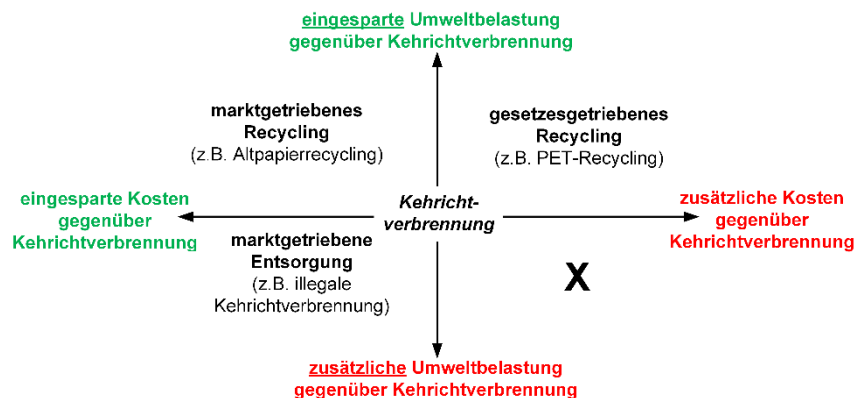 eingesparte Umweltbelastung
gegenüber Kehrichtverbrennung
marktgetriebenes
Recycling
(z.B. Altpapierrecycling)
gesetzesgetriebenes
Recycling
(z.B. PET-Recycling)
eingesparte Kosten
gegenüber
Kehrichtverbrennung
Kehricht-
verbrennung
zusätzliche Kosten
gegenüber
Kehrichtverbrennung
marktgetriebene
Entsorgung
(z.B. illegale
Kehrichtverbrennung)
X
zusätzliche Umweltbelastung
gegenüber Kehrichtverbrennung